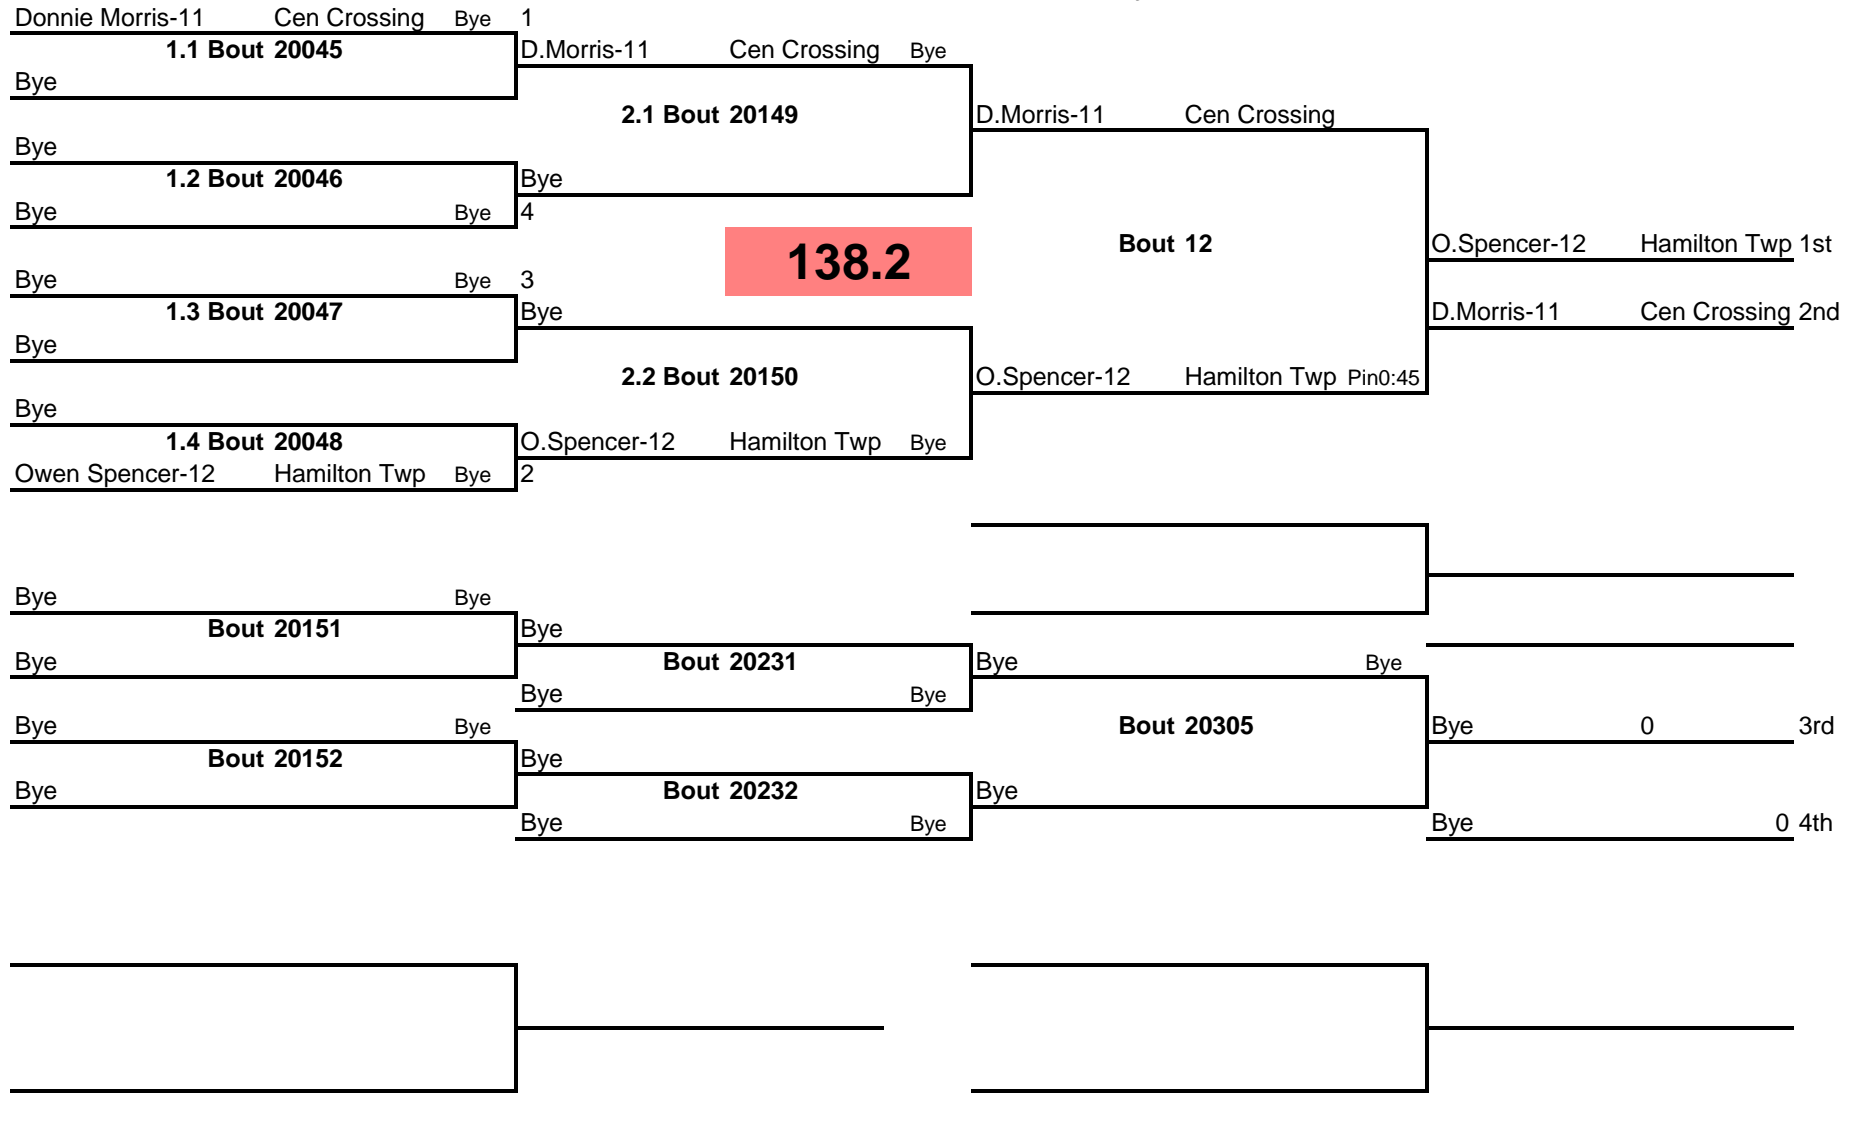 Donnie Morris-11 Cen Crossing Bye 1
1.1 Bout 20045 D.Morris-11 Cen Crossing Bye
Bye
2.1 Bout 20149 D.Morris-11 Cen Crossing
Bye
1.2 Bout 20046 Bye
Bye Bye 4
138.2 Bout 12 O.Spencer-12 Hamilton Twp 1st
Bye Bye 3
1.3 Bout 20047 Bye D.Morris-11 Cen Crossing 2nd
Bye
2.2 Bout 20150 O.Spencer-12 Hamilton Twp Pin0:45
Bye
1.4 Bout 20048 O.Spencer-12 Hamilton Twp Bye
Owen Spencer-12 Hamilton Twp Bye 2
Bye Bye
Bout 20151 Bye
Bye Bout 20231 Bye Bye
Bye Bye
Bye Bye Bout 20305 Bye 0 3rd
Bout 20152 Bye
Bye Bout 20232 Bye
Bye Bye Bye 0 4th